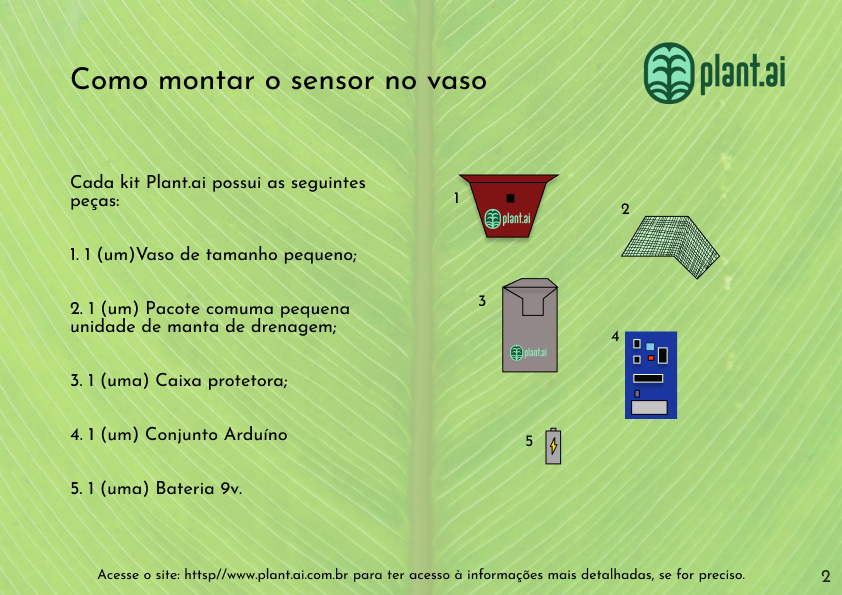 Como montar o sensor no vaso
plant.ai
Cada kit Plant.ai possui as seguintes
peças:
1. 1 (um)Vaso de tamanho pequeno;
2. 1 (um) Pacote comuma pequena
unidade de manta de drenagem;
3. 1 (uma) Caixa protetora;
4. 1 (um) Conjunto Arduíno
5. 1 (uma) Bateria 9v.
1
plant.ai
2
3
plant.ai
4
5
Acesse o site: httsp//www.plant.ai.com.br para ter acesso à informações mais detalhadas, se for preciso.
2